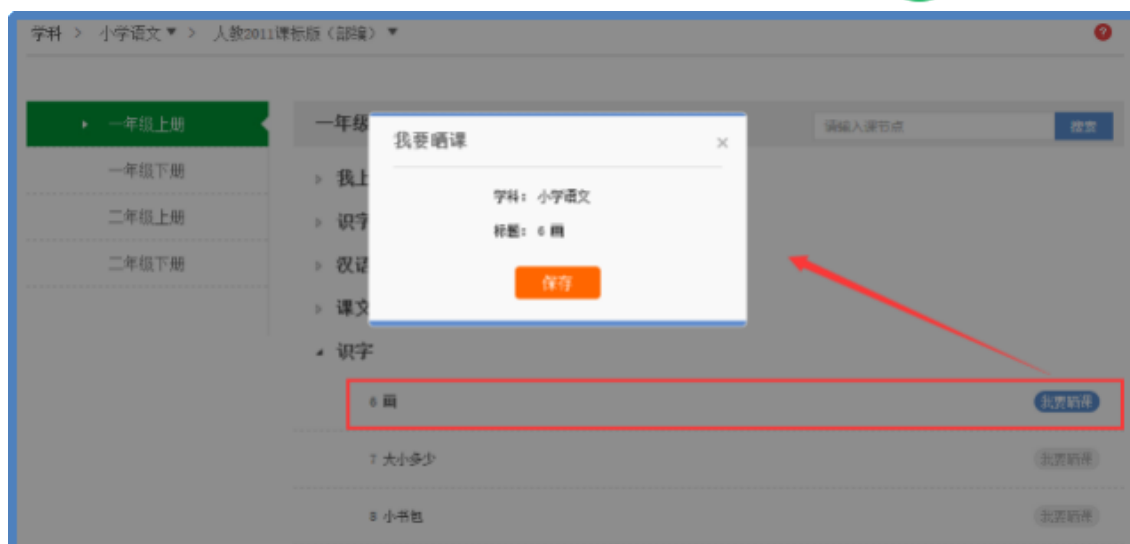 学科 > 小学语文 ▼ > 人教2011课标版（部编） ▼
?
一年级上册
一年级下册
二年级上册
二年级下册
一年级
请输入课节点
搜索
我上
识字
汉语
课文
识字
我要晒课
×
学科： 小学语文
标题： 6 画
保存
6 画
我要晒课
7 大小多少
我要晒课
8 小书包
我要晒课